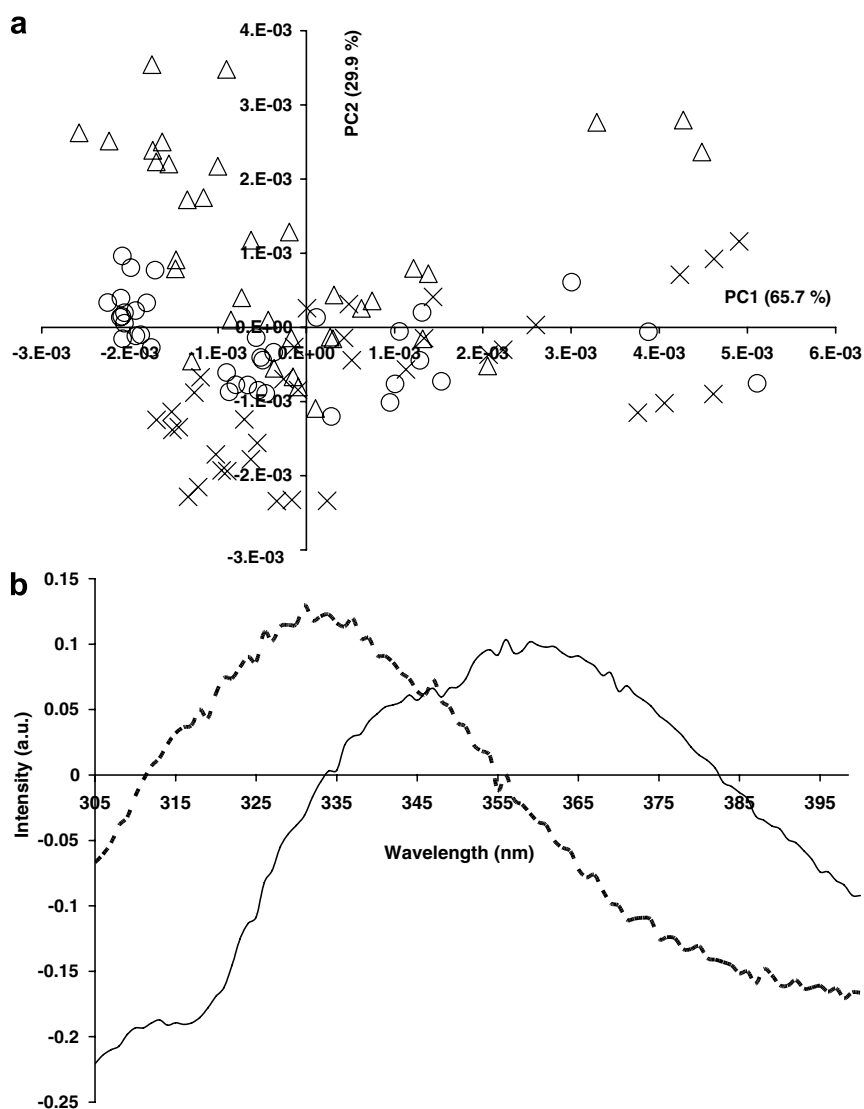 a
4.E-03
3.E-03
2.E-03
1.E-03
0.E+00
-1.E-03
-2.E-03
-3.E-03
PC2 (29.9 %)
PC1 (65.7 %)
-3.E-03 -2.E-03 -1.E-03 0.E+00 1.E-03 2.E-03 3.E-03 4.E-03 5.E-03 6.E-03
b
0.15
0.1
0.05
0
-0.05
-0.1
-0.15
-0.2
-0.25
Intensity (a.u.)
305 315 325 335 345 355 365 375 385 395
Wavelength (nm)